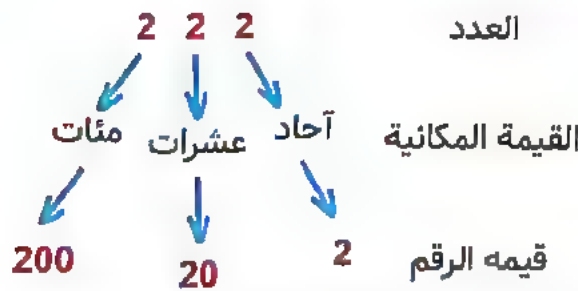 العدد 2 2 2
القيمة المكانية آحاد عشرات مئات
قيمه الرقم 2 20 200